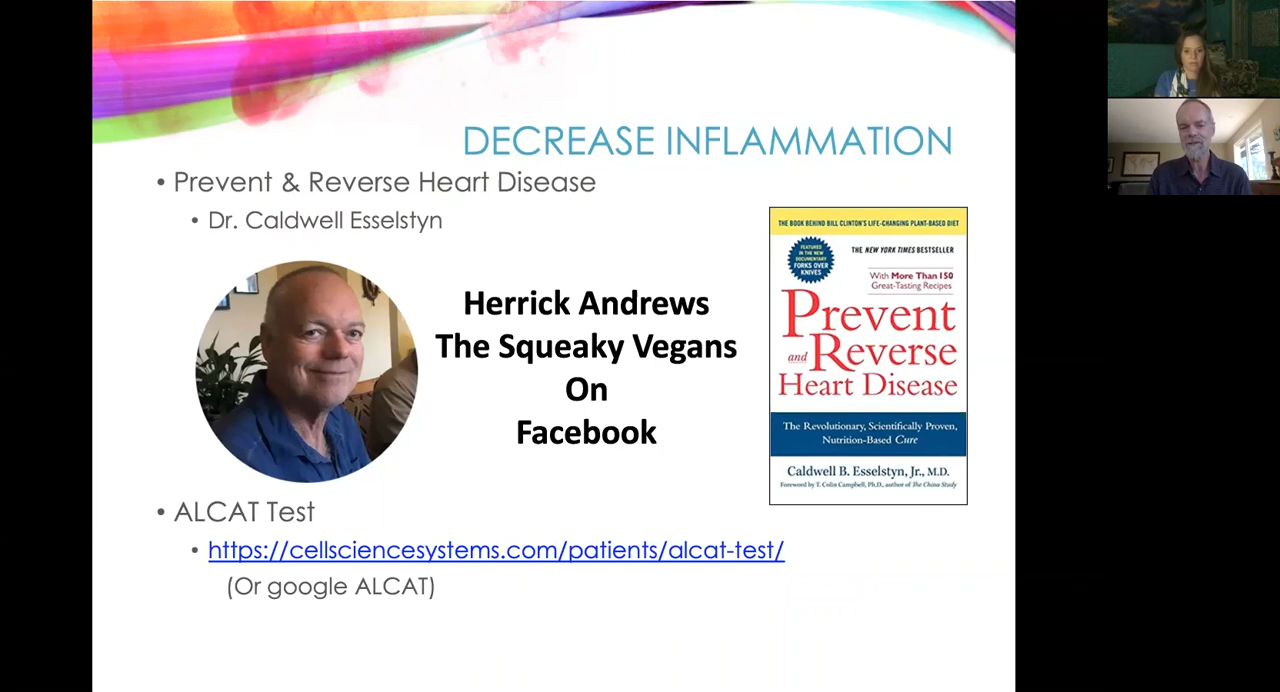 DECREASE INFLAMMATION
• Prevent & Reverse Heart Disease
• Dr. Caldwell Esselstyn
Herrick Andrews
The Squeaky Vegans
On
Facebook
THE BOOK BEHIND BILL CLINTON'S LIFE-CHANGING PLANT-BASED DIET
FEATURED
IN THE NEW
DOCUMENTARY
FORKS OVER
KNIVES
THE NEW YORK TIMES BESTSELLER
With More Than 150
Great-Tasting Recipes
Prevent
and Reverse
Heart Disease
The Revolutionary, Scientifically Proven,
Nutrition-Based Cure
Caldwell B. Esselstyn, Jr., M.D.
Foreword by T. Colin Campbell, Ph.D., author of The China Study
• ALCAT Test
• https://cellsciencesystems.com/patients/alcat-test/
(Or google ALCAT)